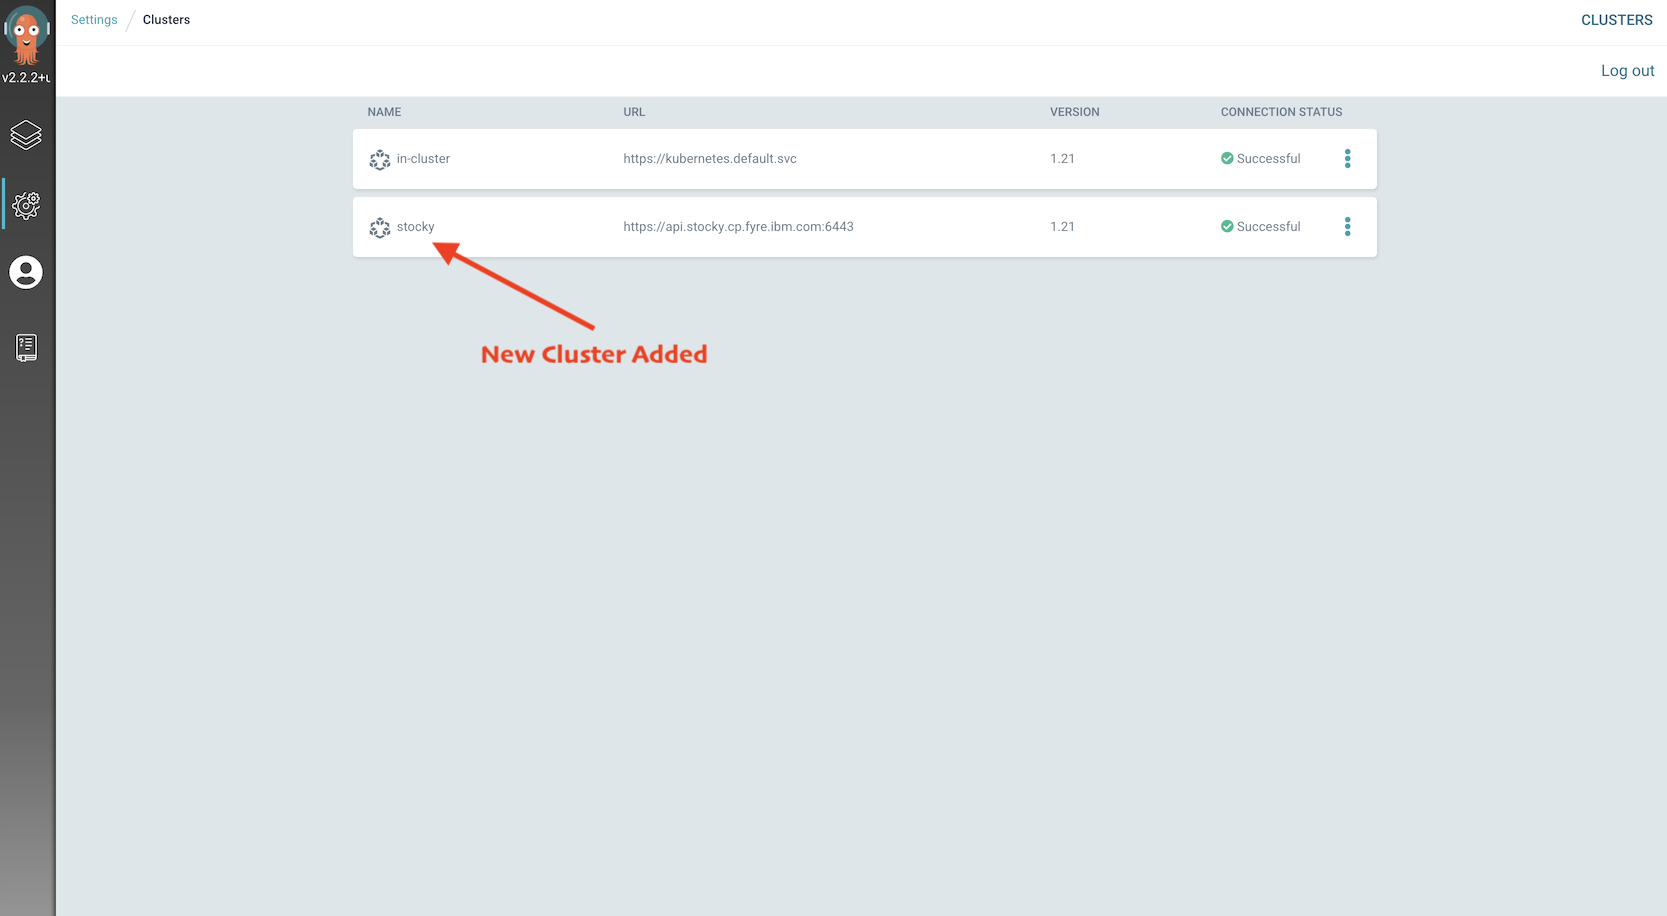 Settings / Clusters
CLUSTERS
v2.2.2+u
Log out
NAME URL VERSION CONNECTION STATUS
in-cluster https://kubernetes.default.svc 1.21 Successful
stocky https://api.stocky.cp.fyre.ibm.com:6443 1.21 Successful
New Cluster Added